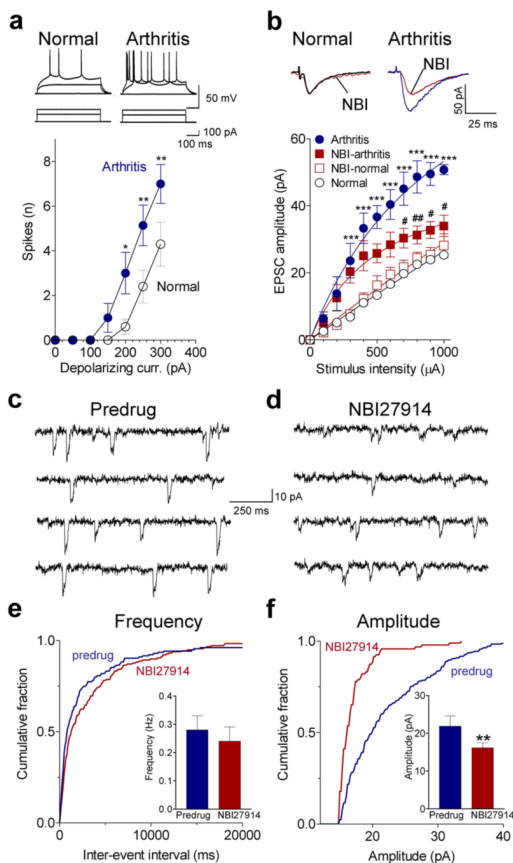 a
Normal
Arthritis
50 mV
100 pA
100 ms
Arthritis
Normal
**
**
*
Spikes (n)
8
6
4
2
0
0 100 200 300 400
Depolarizing curr. (pA)
b
Normal
Arthritis
NBI
NBI
50 pA
25 ms
Arthritis
NBI-arthritis
NBI-normal
Normal
*** *** *** *** *** *** *** ***
# ## # #
EPSC amplitude (pA)
60
40
20
0
0 500 1000
Stimulus intensity (µA)
c
Predrug
10 pA
250 ms
d
NBI27914
e
Frequency
predrug
NBI27914
Cumulative fraction
1.0
0.5
0.0
0 10000 20000
Inter-event interval (ms)
Frequency (Hz)
0.4
0.3
0.2
0.1
0.0
Predrug NBI27914
f
Amplitude
NBI27914
predrug
Cumulative fraction
1.0
0.5
0.0
20 30 40
Amplitude (pA)
Amplitude (pA)
30
20
10
0
**
Predrug NBI27914